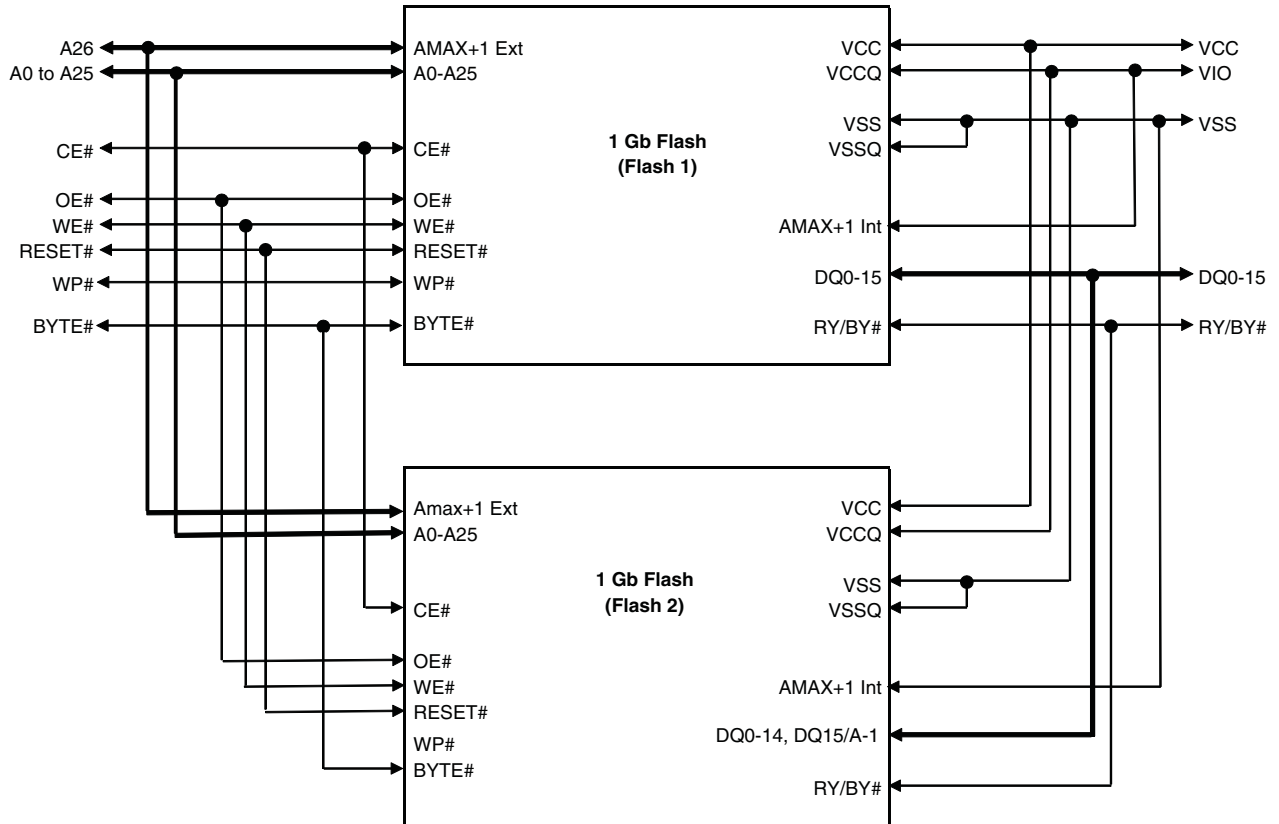 A26
A0 to A25
CE#
OE#
WE#
RESET#
WP#
BYTE#
AMAX+1 Ext
A0-A25
CE#
OE#
WE#
RESET#
WP#
BYTE#
1 Gb Flash
(Flash 1)
VCC
VCCQ
VSS
VSSQ
AMAX+1 Int
DQ0-15
RY/BY#
VCC
VIO
VSS
DQ0-15
RY/BY#
Amax+1 Ext
A0-A25
CE#
OE#
WE#
RESET#
WP#
BYTE#
1 Gb Flash
(Flash 2)
VCC
VCCQ
VSS
VSSQ
AMAX+1 Int
DQ0-14, DQ15/A-1
RY/BY#